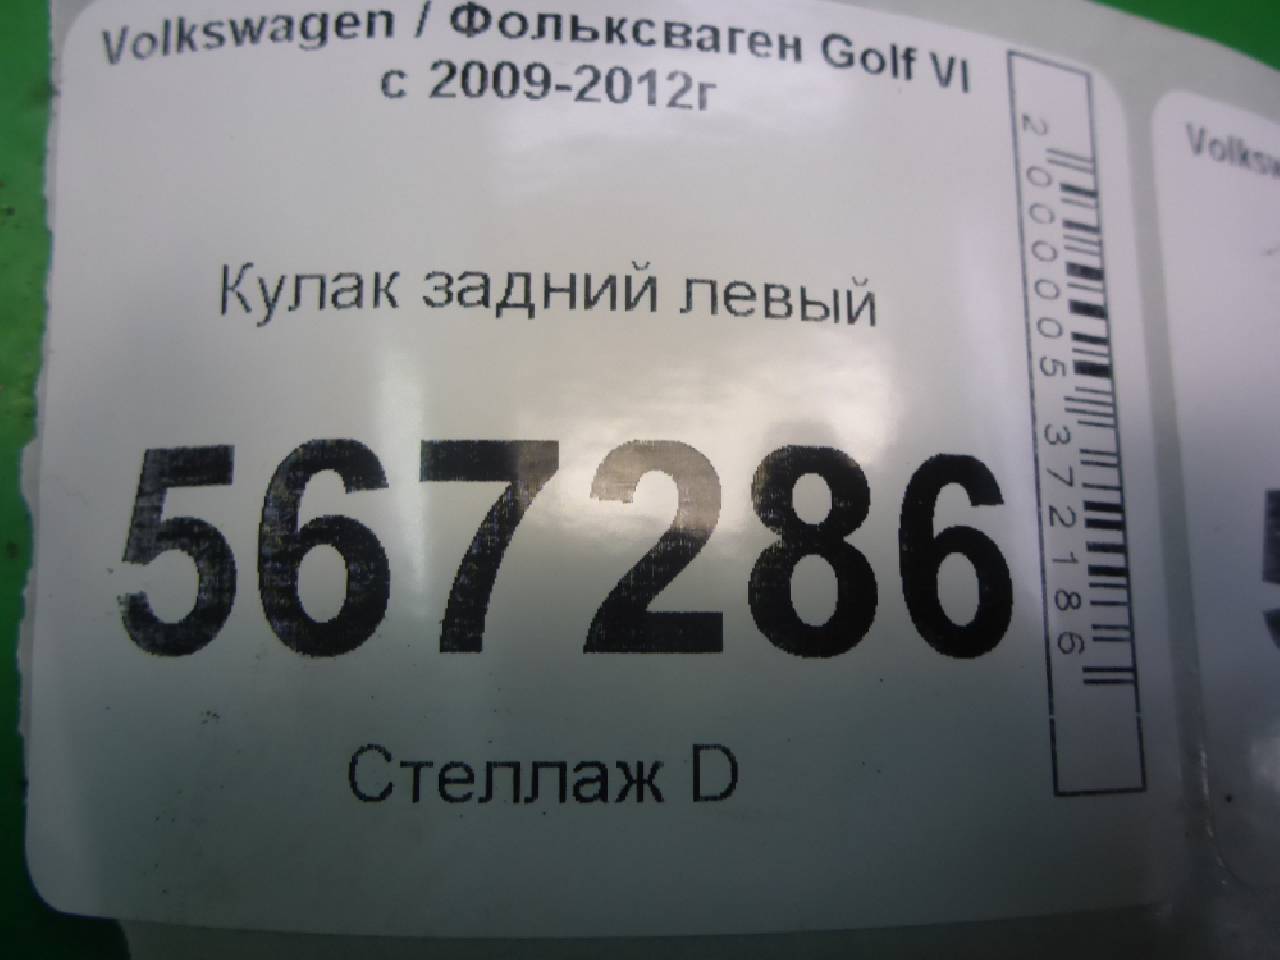 Volkswagen / Фольксваген Golf VI
с 2009-2012г
Кулак задний левый
567286
Стеллаж D
2000005372186